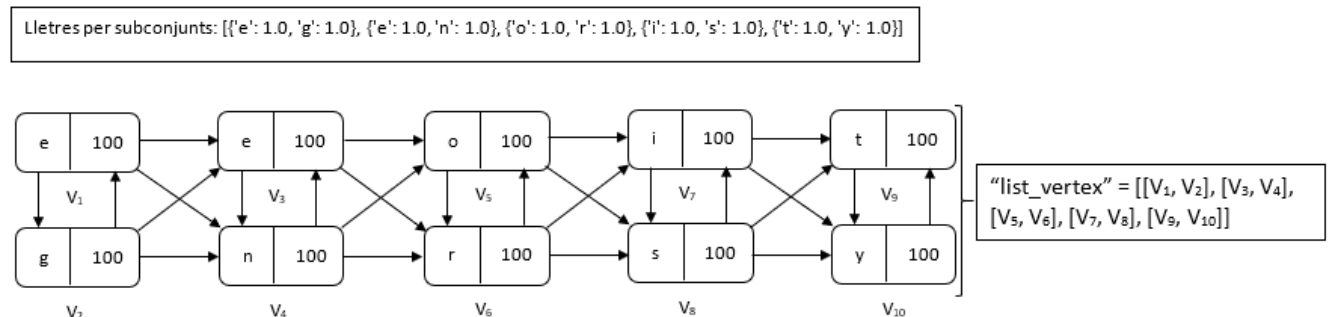 Lletres per subconjunts: [{'e': 1.0, 'g': 1.0}, {'e': 1.0, 'n': 1.0}, {'o': 1.0, 'r': 1.0}, {'i': 1.0, 's': 1.0}, {'t': 1.0, 'y': 1.0}]
e 100 e 100 o 100 i 100 t 100
V₁ V₃ V₅ V₇ V₉
g 100 n 100 r 100 s 100 y 100
V₂ V₄ V₆ V₈ V₁₀
“list_vertex” = [[V₁, V₂], [V₃, V₄],
[V₅, V₆], [V₇, V₈], [V₉, V₁₀]]